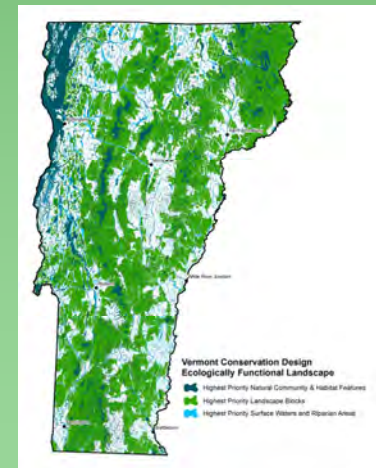 White River Junction
Vermont Conservation Design
Ecologically Functional Landscape
Highest Priority Natural Community & Habitat Features
Highest Priority Landscape Blocks
Highest Priority Surface Waters and Riparian Areas
Brattleboro